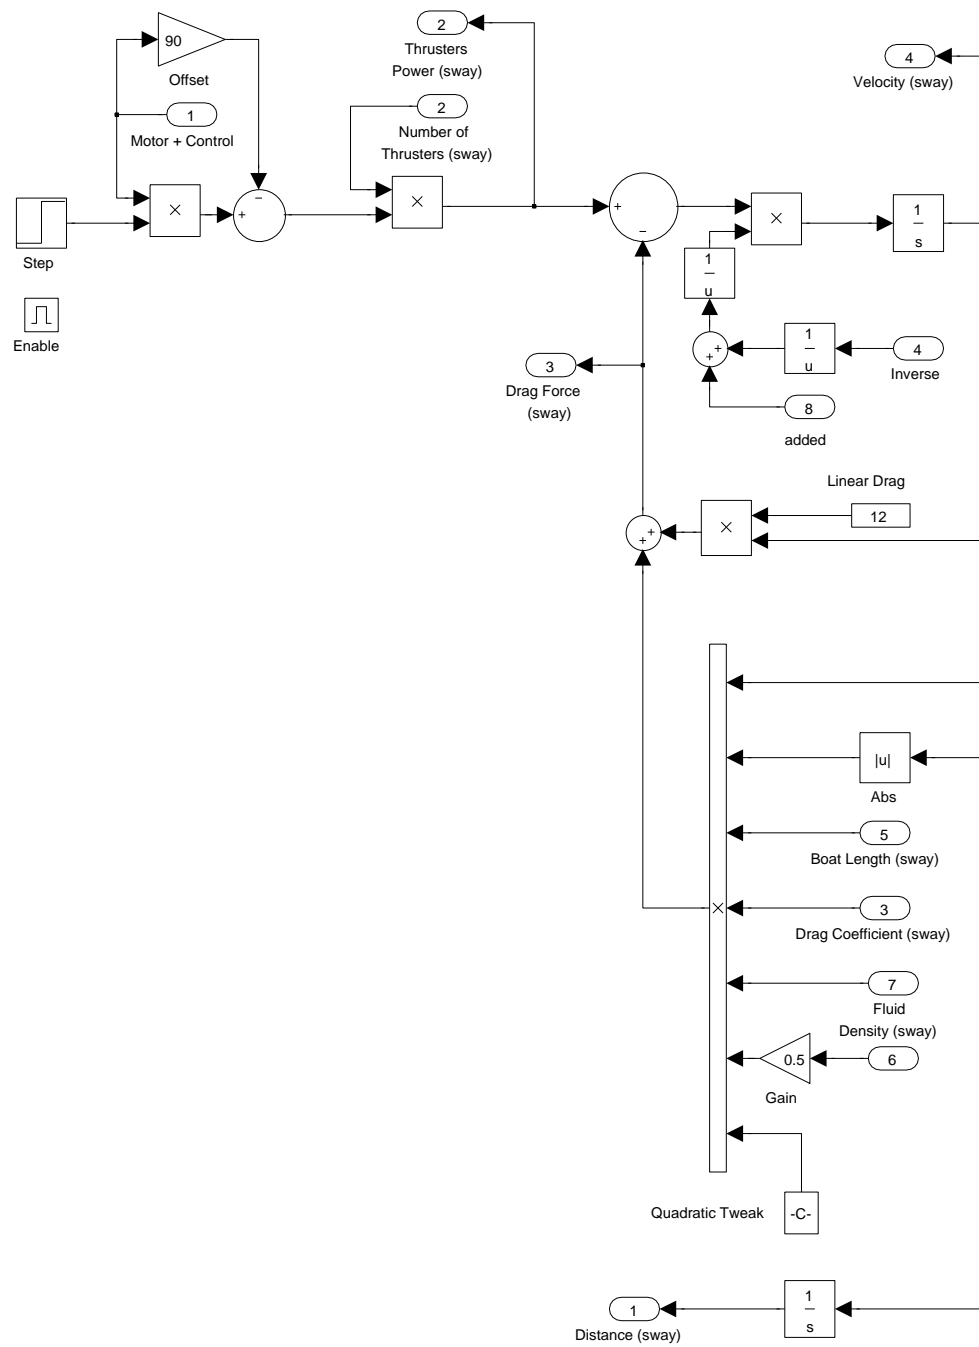 90
Offset
1
Motor + Control
2
Thrusters
Power (sway)
2
Number of
Thrusters (sway)
4
Velocity (sway)
×
−
+
×
+
−
×
1
s
Step
Enable
1
u
+
+
1
u
4
Inverse
8
added
3
Drag Force
(sway)
Linear Drag
12
×
+
+
|u|
Abs
5
Boat Length (sway)
×
3
Drag Coefficient (sway)
7
Fluid
Density (sway)
0.5
6
Gain
Quadratic Tweak
-C-
1
Distance (sway)
1
s